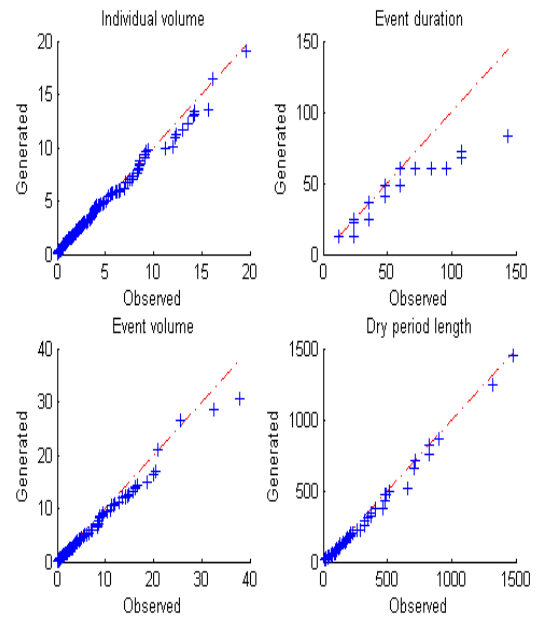 Individual volume
20
15
10
5
0
0 5 10 15 20
Generated
Observed
Event duration
150
100
50
0
0 50 100 150
Generated
Observed
Event volume
40
30
20
10
0
0 10 20 30 40
Generated
Observed
Dry period length
1500
1000
500
0
0 500 1000 1500
Generated
Observed